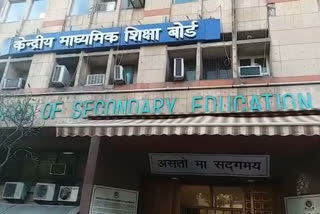 केन्द्रीय माध्यमिक शिक्षा बोर्ड
OF SECONDARY EDUCATION
असतो मा सद्गमय